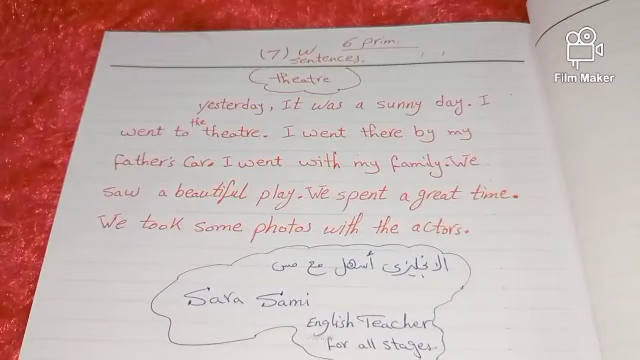 6 prim.
(7) W
sentences.
theatre
yesterday, It was a sunny day. I
went to the theatre. I went there by my
father's car. I went with my family. We
saw a beautiful play. We spent a great time.
We took some photos with the actors.
الانجليزى أسهل مع مس
Sara Sami
English Teacher
for all stages
Film Maker